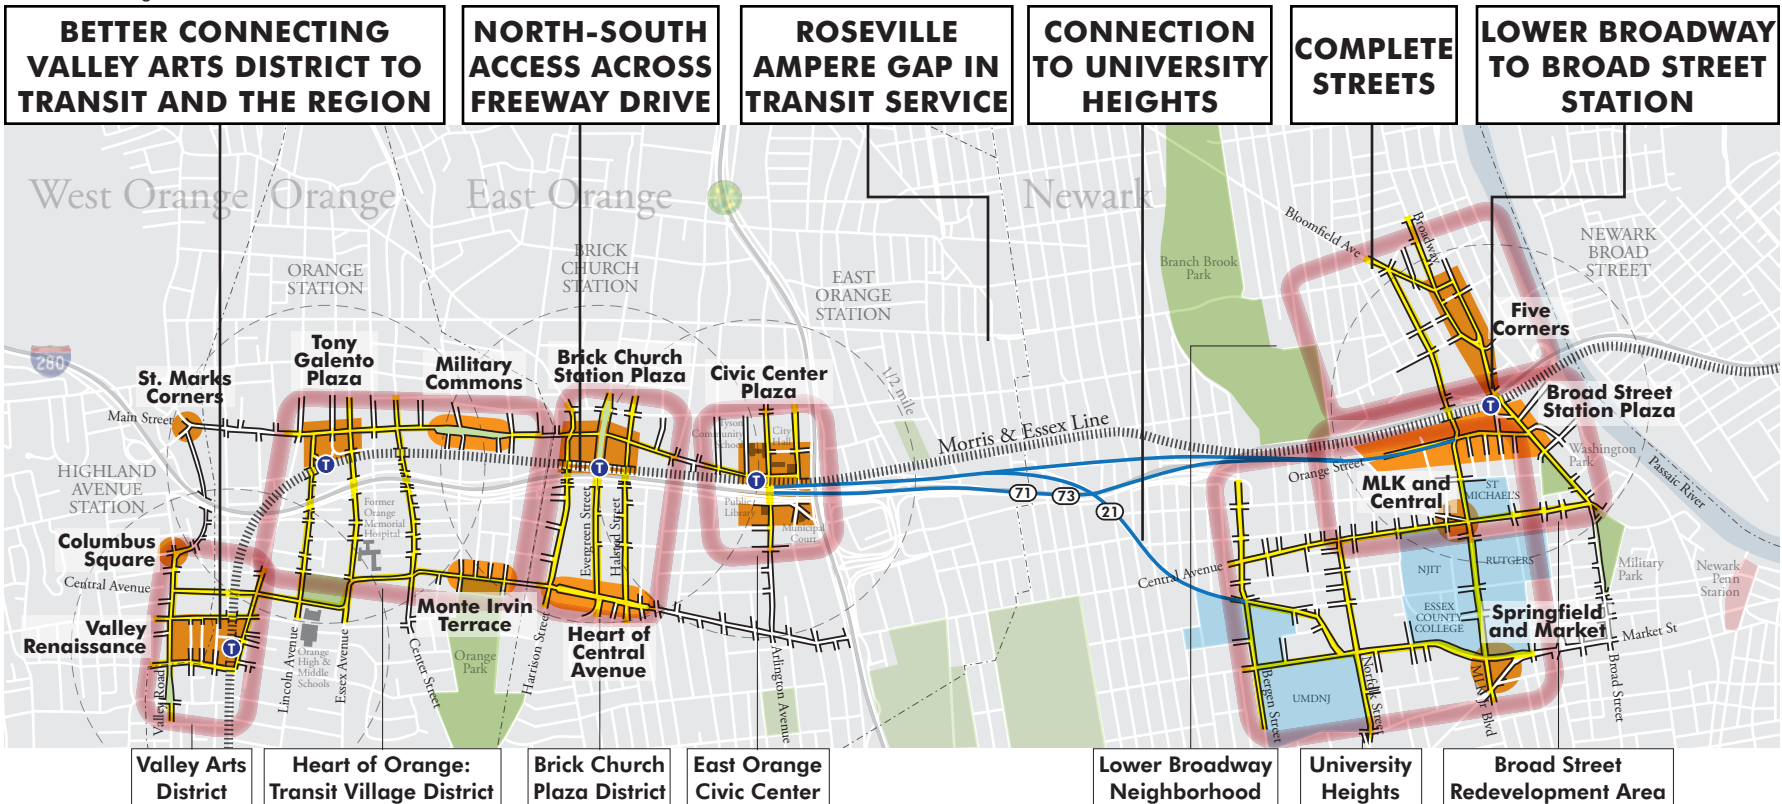 BETTER CONNECTING
VALLEY ARTS DISTRICT TO
TRANSIT AND THE REGION
NORTH-SOUTH
ACCESS ACROSS
FREEWAY DRIVE
ROSEVILLE
AMPERE GAP IN
TRANSIT SERVICE
CONNECTION
TO UNIVERSITY
HEIGHTS
COMPLETE
STREETS
LOWER BROADWAY
TO BROAD STREET
STATION
West Orange
Orange
East Orange
Newark
ORANGE
STATION
BRICK
CHURCH
STATION
EAST
ORANGE
STATION
Branch Brook
Park
Bloomfield Ave
Broadway
NEWARK
BROAD
STREET
280
St. Marks
Corners
Main Street
Tony
Galento
Plaza
Military
Commons
Brick Church
Station Plaza
Civic Center
Plaza
1/2 mile
Five
Corners
Broad Street
Station Plaza
HIGHLAND
AVENUE
STATION
T
T
T
T
T
Tyson
Community
School
City
Hall
Public
Library
Municipal
Court
Morris & Essex Line
71
73
21
Orange Street
Washington
Park
Passaic River
MLK and
Central
ST
MICHAEL'S
Former
Orange
Memorial
Hospital
Evergreen Street
Halsted Street
Columbus
Square
Central Avenue
Central Avenue
NJIT
RUTGERS
Military
Park
Newark
Penn
Station
ESSEX
COUNTY
COLLEGE
Valley
Renaissance
Monte Irvin
Terrace
Heart of
Central
Avenue
Springfield
and Market
Market St
Orange
High &
Middle
Schools
Orange
Park
Valley Road
Lincoln Avenue
Essex Avenue
Center Street
Harrison Street
Arlington Avenue
Bergen Street
UMDNJ
Norfolk Street
MLK Jr Blvd
Broad Street
Valley Arts
District
Heart of Orange:
Transit Village District
Brick Church
Plaza District
East Orange
Civic Center
Lower Broadway
Neighborhood
University
Heights
Broad Street
Redevelopment Area